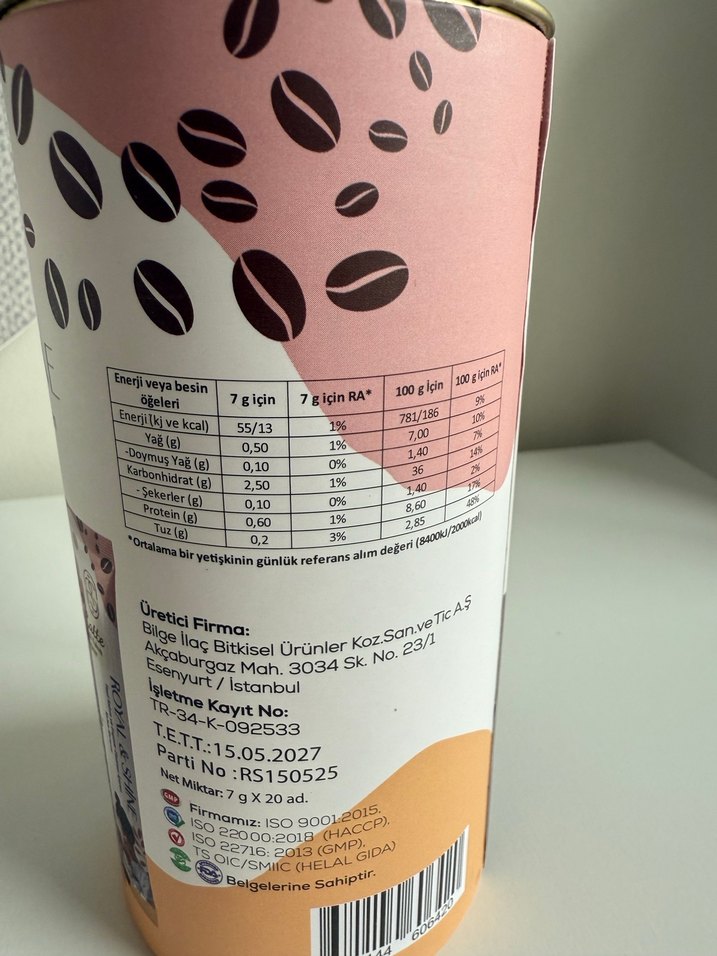 E
Enerji veya besin öğeleri 7 g için 7 g için RA* 100 g İçin 100 g için RA*
Enerji (kj ve kcal) 55/13 1% 781/186 9%
Yağ (g) 0,50 1% 7,00 10%
-Doymuş Yağ (g) 0,10 0% 1,40 7%
Karbonhidrat (g) 2,50 1% 36 14%
- Şekerler (g) 0,10 0% 1,40 2%
Protein (g) 0,60 1% 8,60 17%
Tuz (g) 0,2 3% 2,85 48%
*Ortalama bir yetişkinin günlük referans alım değeri (8400kJ/2000kcal)
Üretici Firma:
Bilge İlaç Bitkisel Ürünler Koz.San.ve Tic A.Ş
Akçaburgaz Mah. 3034 Sk. No. 23/1
Esenyurt / İstanbul
İşletme Kayıt No:
TR-34-K-092533
T.E.T.T.:15.05.2027
Parti No :RS150525
Net Miktar: 7 g X 20 ad.
GMP
Firmamız: ISO 9001:2015,
ISO 22000:2018 (HACCP),
ISO 22716: 2013 (GMP),
TS OIC/SMIIC (HELAL GIDA)
Belgelerine Sahiptir.
FDA
ROYAL & SHINE
44 606420